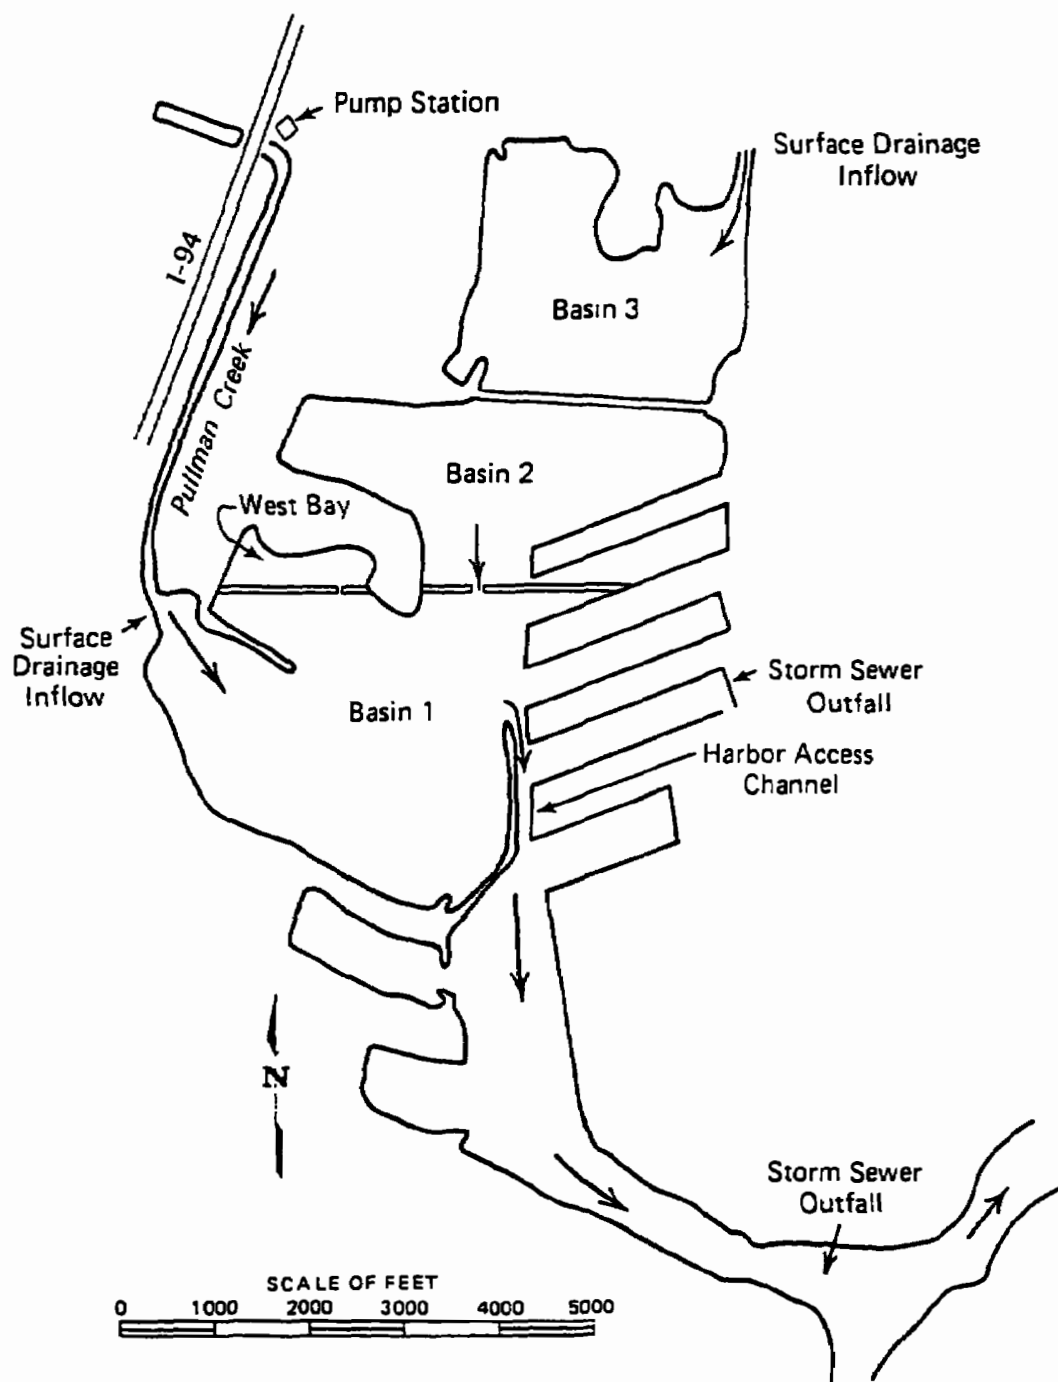 Pump Station
Surface Drainage
Inflow
I-94
Basin 3
Pullman Creek
Basin 2
West Bay
Surface
Drainage
Inflow
Storm Sewer
Outfall
Basin 1
Harbor Access
Channel
N
Storm Sewer
Outfall
SCALE OF FEET
0 1000 2000 3000 4000 5000